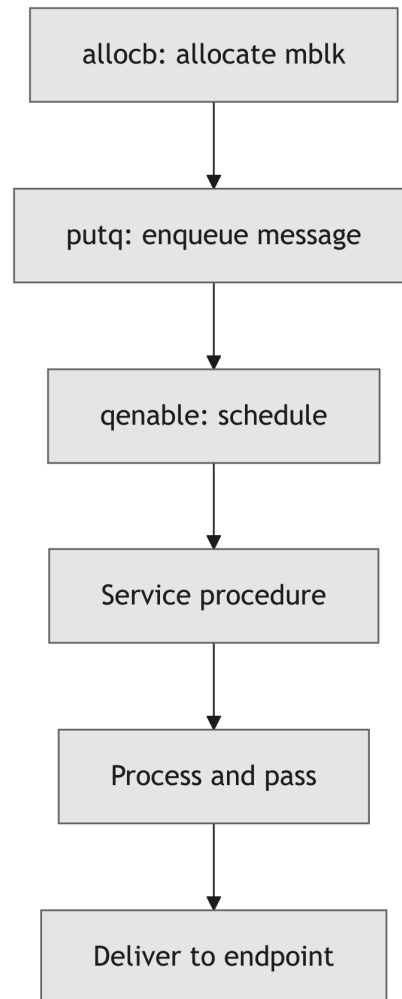 allocb: allocate mblk
putq: enqueue message
qenable: schedule
Service procedure
Process and pass
Deliver to endpoint